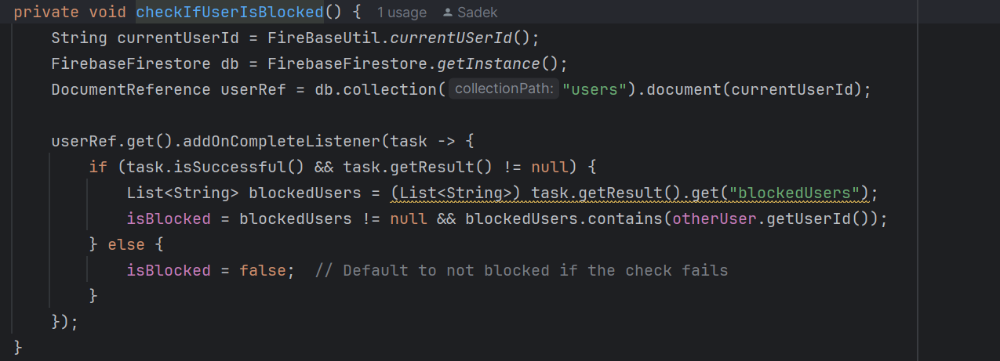 private void checkIfUserIsBlocked() { 1 usage Sadek
String currentUserId = FireBaseUtil.currentUSerId();
FirebaseFirestore db = FirebaseFirestore.getInstance();
DocumentReference userRef = db.collection( collectionPath: "users").document(currentUserId);
userRef.get().addOnCompleteListener(task -> {
if (task.isSuccessful() && task.getResult() != null) {
List<String> blockedUsers = (List<String>) task.getResult().get("blockedUsers");
isBlocked = blockedUsers != null && blockedUsers.contains(otherUser.getUserId());
} else {
isBlocked = false; // Default to not blocked if the check fails
}
});
}